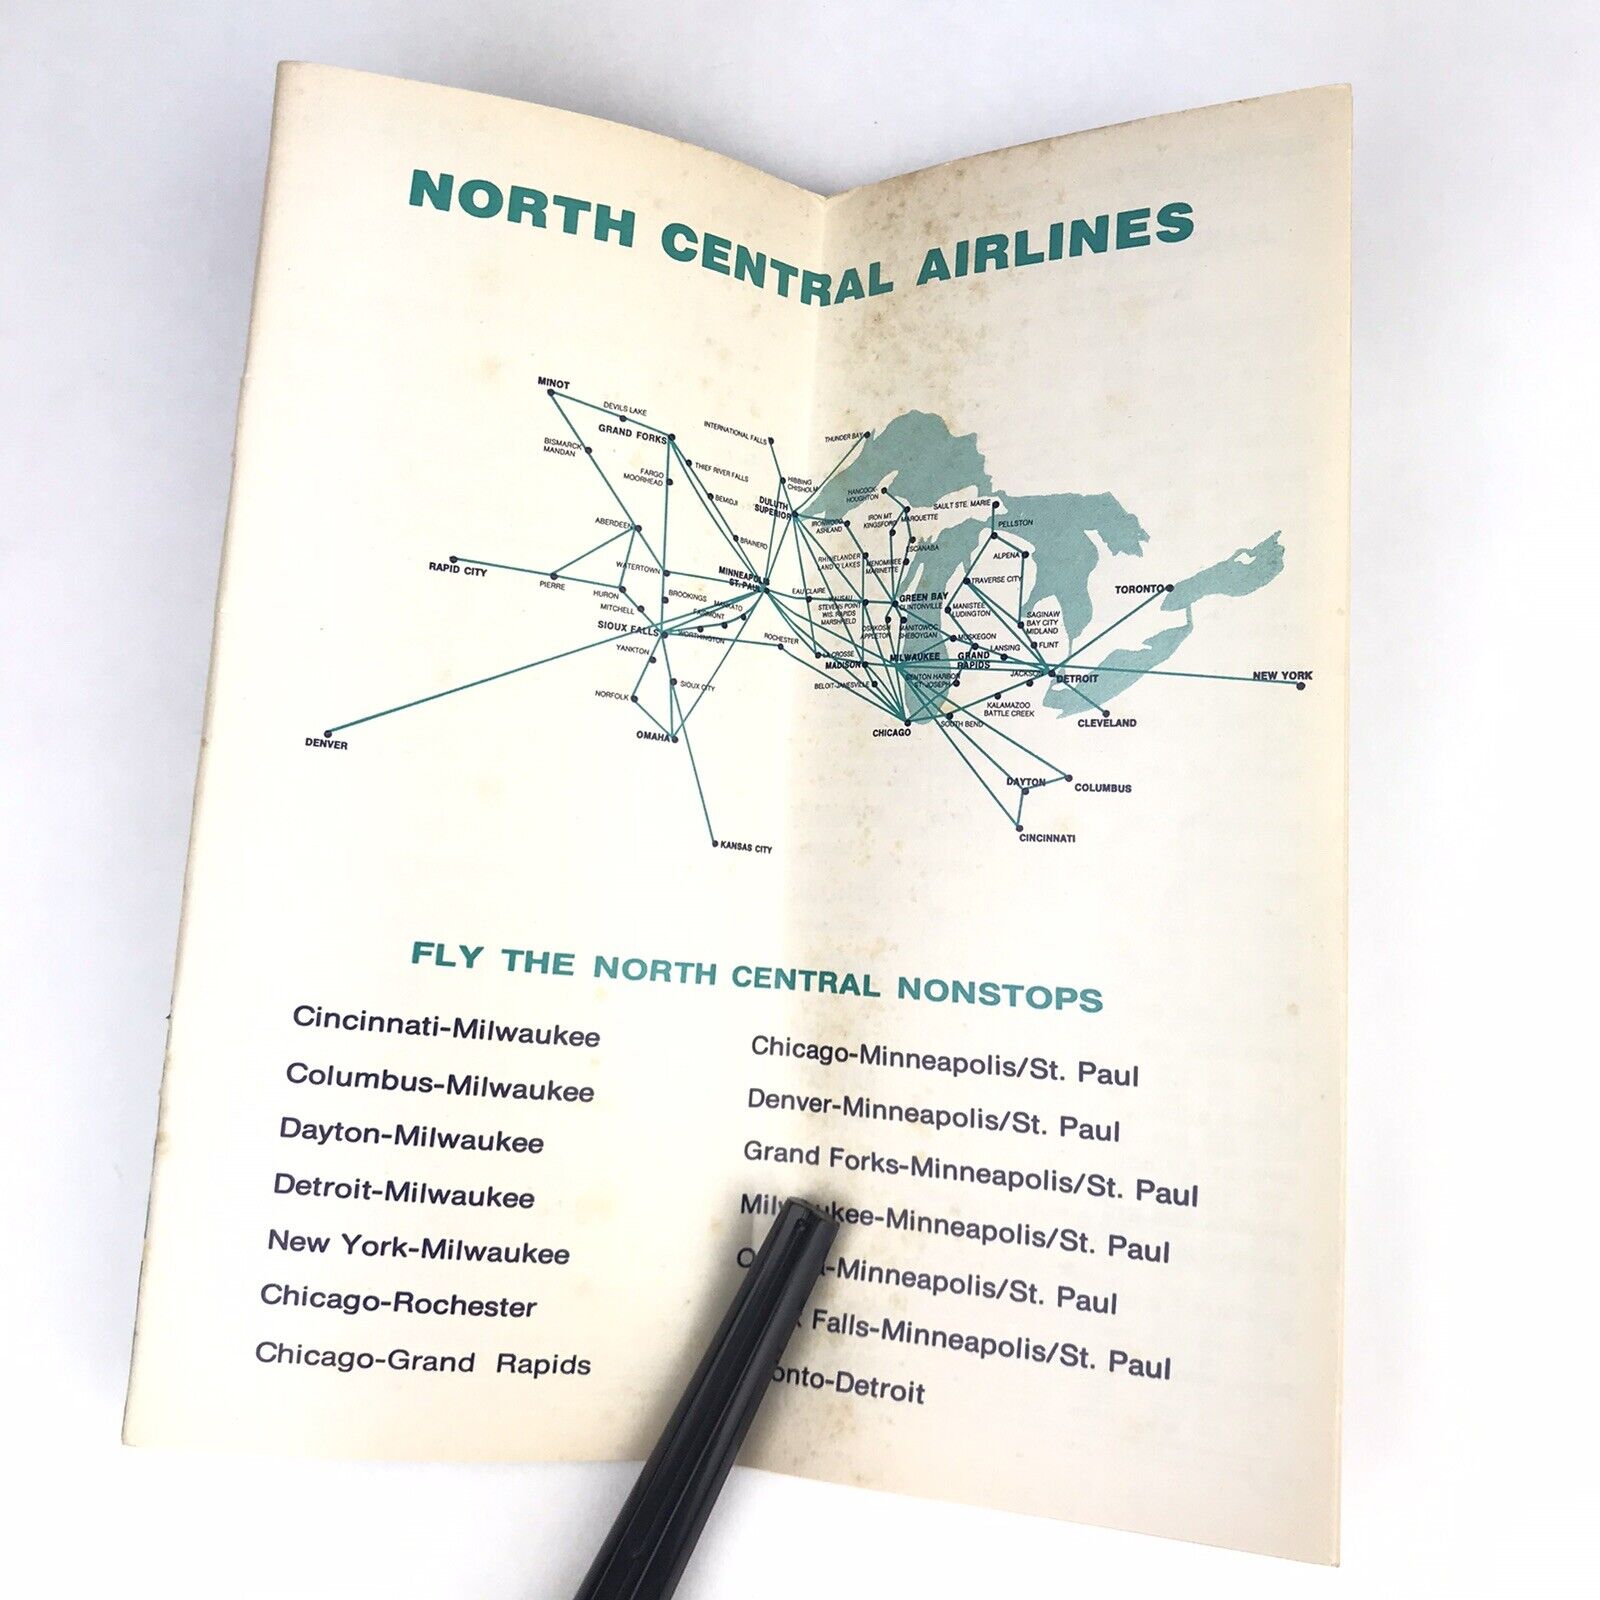 NORTH CENTRAL AIRLINES
MINOT
DEVILS LAKE
GRAND FORKS
INTERNATIONAL FALLS
THUNDER BAY
BISMARCK
MANDAN
FARGO
MOORHEAD
THIEF RIVER FALLS
BEMIDJI
HIBBING
CHISHOLM
DULUTH
SUPERIOR
HANCOCK-
HOUGHTON
SAULT STE. MARIE
IRONWOOD
ASHLAND
IRON MT
KINGSFORD
MARQUETTE
PELLSTON
ABERDEEN
BRAINERD
ESCANABA
ALPENA
RHINELANDER
LAND O'LAKES
MENOMINEE
MARINETTE
RAPID CITY
PIERRE
WATERTOWN
MINNEAPOLIS
ST. PAUL
TRAVERSE CITY
TORONTO
HURON
MITCHELL
BROOKINGS
MANKATO
FAIRMONT
EAU CLAIRE
WAUSAU
STEVENS POINT
WIS. RAPIDS
MARSHFIELD
GREEN BAY
CLINTONVILLE
MANISTEE
LUDINGTON
SAGINAW
BAY CITY
MIDLAND
SIOUX FALLS
WORTHINGTON
ROCHESTER
OSHKOSH
APPLETON
MANITOWOC
SHEBOYGAN
MUSKEGON
FLINT
YANKTON
LA CROSSE
MADISON
MILWAUKEE
GRAND
RAPIDS
LANSING
NORFOLK
SIOUX CITY
BELOIT-JANESVILLE
BENTON HARBOR
ST. JOSEPH
JACKSON
DETROIT
NEW YORK
KALAMAZOO
BATTLE CREEK
DENVER
OMAHA
CHICAGO
SOUTH BEND
CLEVELAND
DAYTON
COLUMBUS
CINCINNATI
KANSAS CITY
FLY THE NORTH CENTRAL NONSTOPS
Cincinnati-Milwaukee
Columbus-Milwaukee
Dayton-Milwaukee
Detroit-Milwaukee
New York-Milwaukee
Chicago-Rochester
Chicago-Grand Rapids
Chicago-Minneapolis/St. Paul
Denver-Minneapolis/St. Paul
Grand Forks-Minneapolis/St. Paul
Milwaukee-Minneapolis/St. Paul
-Minneapolis/St. Paul
Falls-Minneapolis/St. Paul
-Detroit